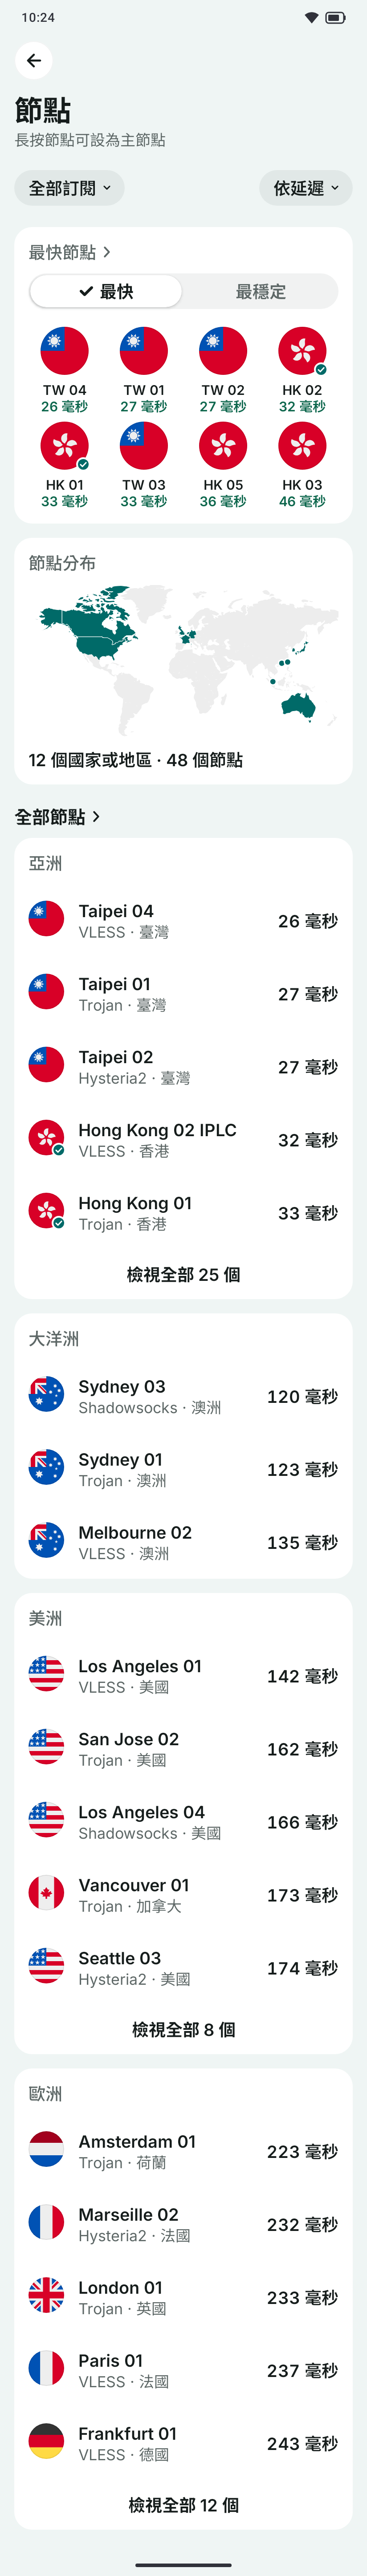 10:24
節點
長按節點可設為主節點
全部訂閱
依延遲
最快節點
最快
最穩定
TW 04
26 毫秒
TW 01
27 毫秒
TW 02
27 毫秒
HK 02
32 毫秒
HK 01
33 毫秒
TW 03
33 毫秒
HK 05
36 毫秒
HK 03
46 毫秒
節點分布
12 個國家或地區 · 48 個節點
全部節點
亞洲
Taipei 04
VLESS · 臺灣
26 毫秒
Taipei 01
Trojan · 臺灣
27 毫秒
Taipei 02
Hysteria2 · 臺灣
27 毫秒
Hong Kong 02 IPLC
VLESS · 香港
32 毫秒
Hong Kong 01
Trojan · 香港
33 毫秒
檢視全部 25 個
大洋洲
Sydney 03
Shadowsocks · 澳洲
120 毫秒
Sydney 01
Trojan · 澳洲
123 毫秒
Melbourne 02
VLESS · 澳洲
135 毫秒
美洲
Los Angeles 01
VLESS · 美國
142 毫秒
San Jose 02
Trojan · 美國
162 毫秒
Los Angeles 04
Shadowsocks · 美國
166 毫秒
Vancouver 01
Trojan · 加拿大
173 毫秒
Seattle 03
Hysteria2 · 美國
174 毫秒
檢視全部 8 個
歐洲
Amsterdam 01
Trojan · 荷蘭
223 毫秒
Marseille 02
Hysteria2 · 法國
232 毫秒
London 01
Trojan · 英國
233 毫秒
Paris 01
VLESS · 法國
237 毫秒
Frankfurt 01
VLESS · 德國
243 毫秒
檢視全部 12 個